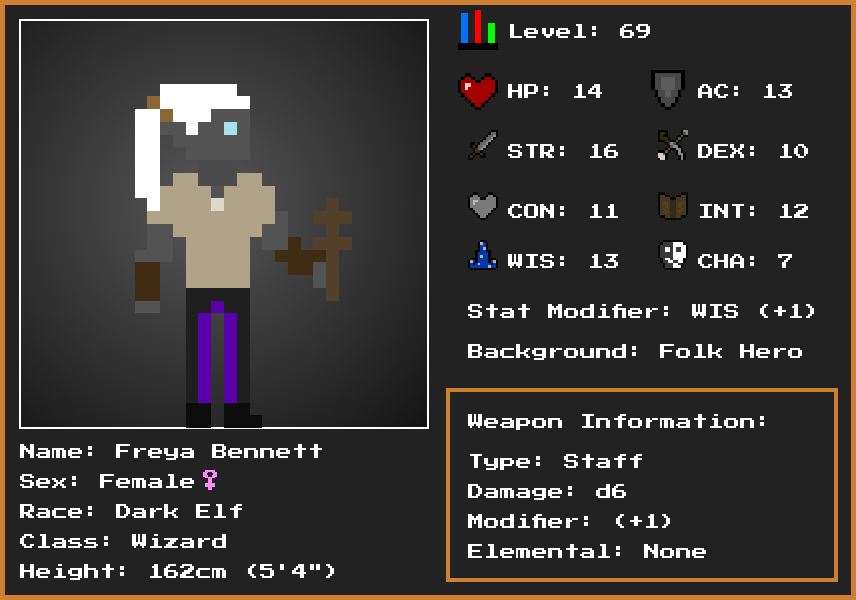 Level: 69
HP: 14 AC: 13
STR: 16 DEX: 10
CON: 11 INT: 12
WIS: 13 CHA: 7
Stat Modifier: WIS (+1)
Background: Folk Hero
Weapon Information:
Type: Staff
Damage: d6
Modifier: (+1)
Elemental: None
Name: Freya Bennett
Sex: Female♀
Race: Dark Elf
Class: Wizard
Height: 162cm (5'4")